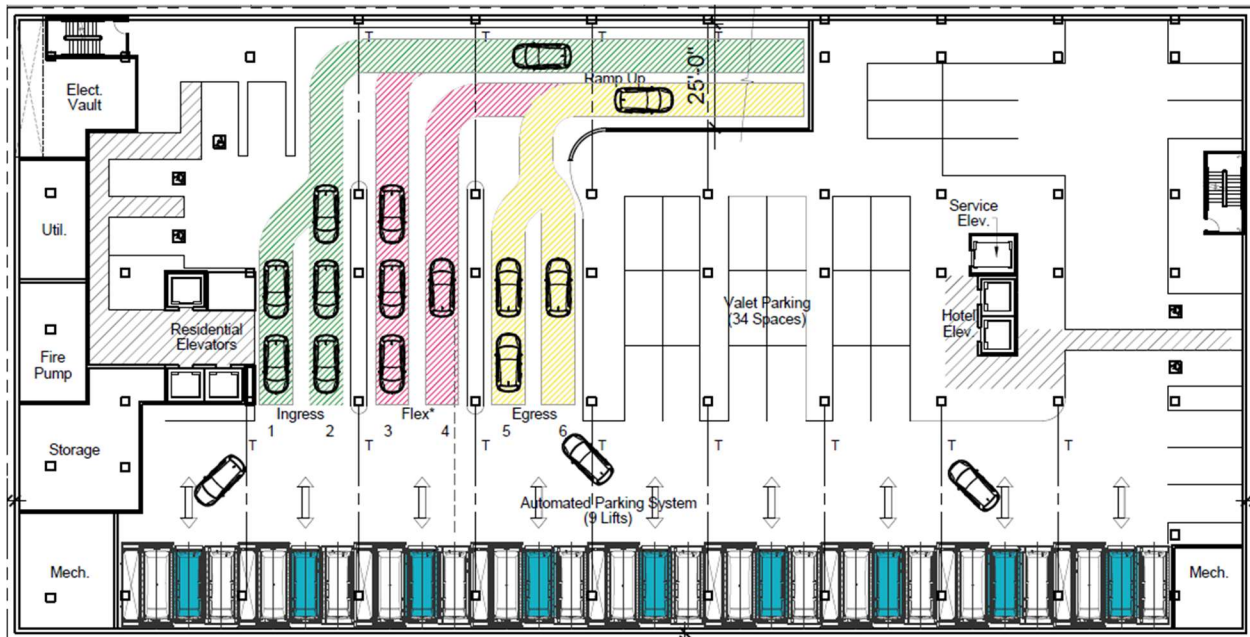 T
T
T
T
Ramp Up
25'-0"
Elect.
Vault
Util.
Service
Elev.
Valet Parking
(34 Spaces)
Hotel
Elev.
Residential
Elevators
Fire
Pump
Ingress
Flex*
Egress
1
2
3
4
5
6
Storage
T
T
T
T
T
T
T
T
Automated Parking System
(9 Lifts)
Mech.
Mech.